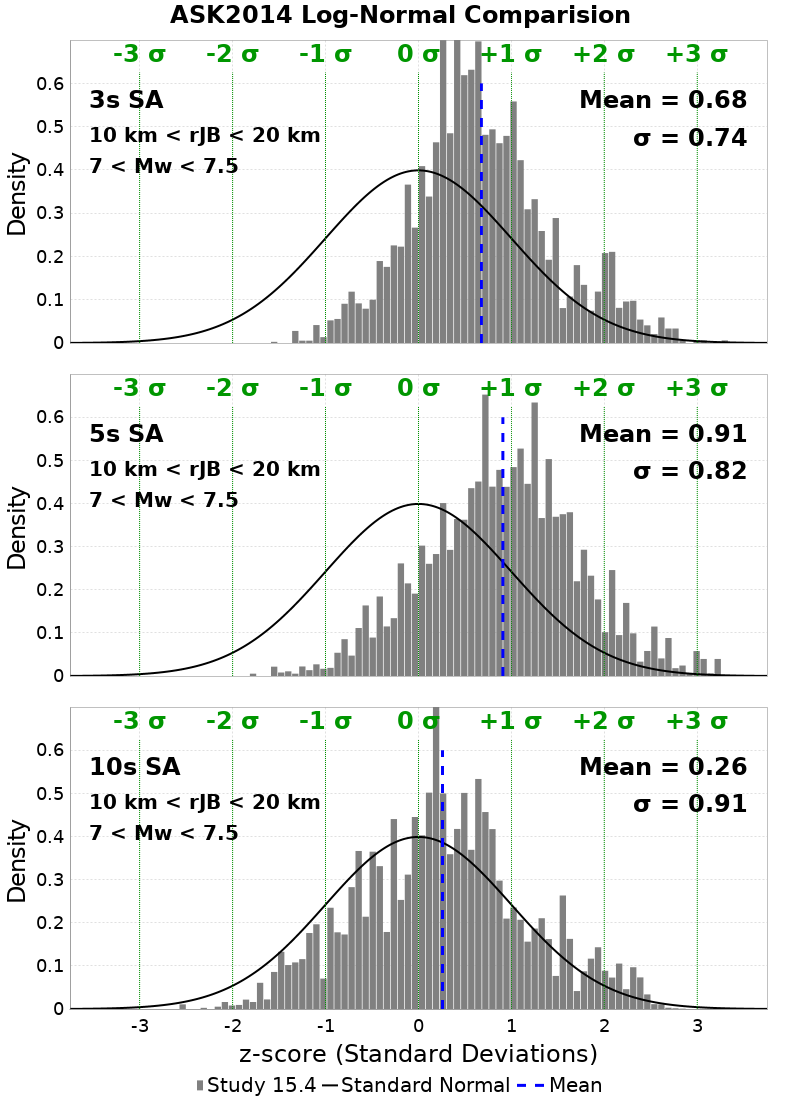 ASK2014 Log-Normal Comparision
-3 σ -2 σ -1 σ 0 σ +1 σ +2 σ +3 σ
3s SA
10 km < rJB < 20 km
7 < Mw < 7.5
Mean = 0.68
σ = 0.74
Density
0.6
0.5
0.4
0.3
0.2
0.1
0
-3 σ -2 σ -1 σ 0 σ +1 σ +2 σ +3 σ
5s SA
10 km < rJB < 20 km
7 < Mw < 7.5
Mean = 0.91
σ = 0.82
Density
0.6
0.5
0.4
0.3
0.2
0.1
0
-3 σ -2 σ -1 σ 0 σ +1 σ +2 σ +3 σ
10s SA
10 km < rJB < 20 km
7 < Mw < 7.5
Mean = 0.26
σ = 0.91
Density
0.6
0.5
0.4
0.3
0.2
0.1
0
-3 -2 -1 0 1 2 3
z-score (Standard Deviations)
Study 15.4 Standard Normal Mean